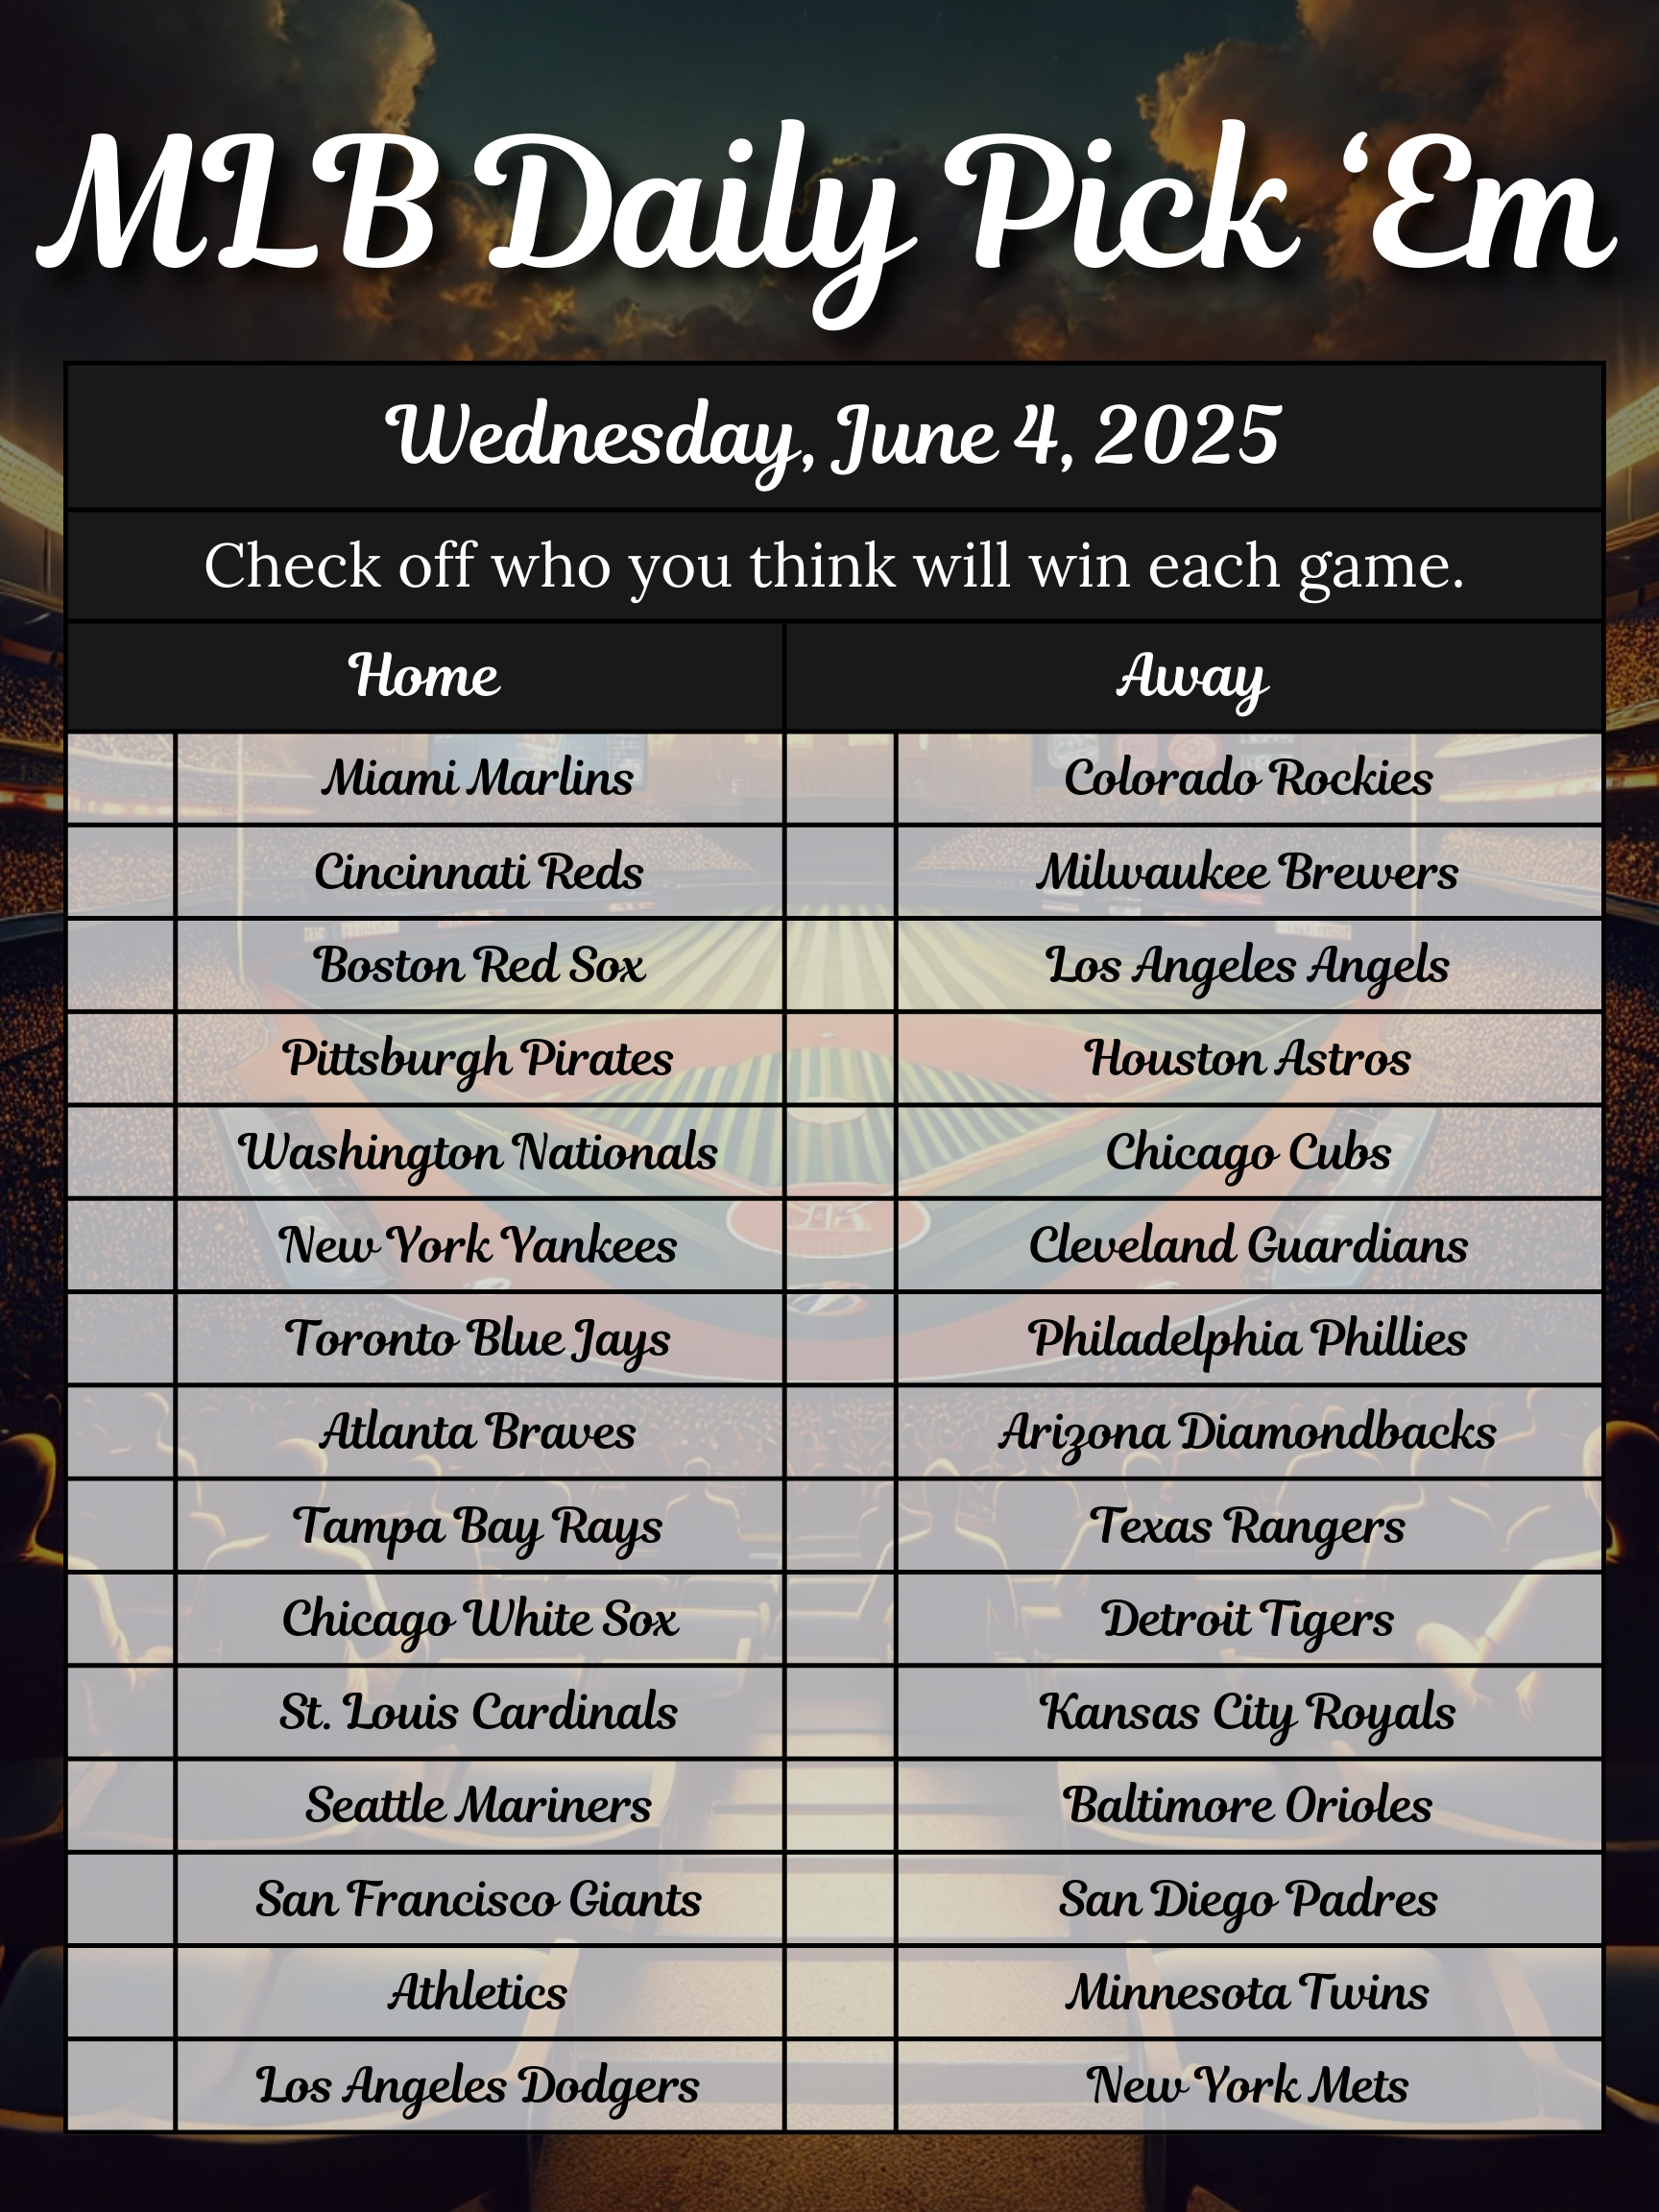 MLB Daily Pick ‘Em
Wednesday, June 4, 2025
Check off who you think will win each game.
Home Away
Miami Marlins Colorado Rockies
Cincinnati Reds Milwaukee Brewers
Boston Red Sox Los Angeles Angels
Pittsburgh Pirates Houston Astros
Washington Nationals Chicago Cubs
New York Yankees Cleveland Guardians
Toronto Blue Jays Philadelphia Phillies
Atlanta Braves Arizona Diamondbacks
Tampa Bay Rays Texas Rangers
Chicago White Sox Detroit Tigers
St. Louis Cardinals Kansas City Royals
Seattle Mariners Baltimore Orioles
San Francisco Giants San Diego Padres
Athletics Minnesota Twins
Los Angeles Dodgers New York Mets